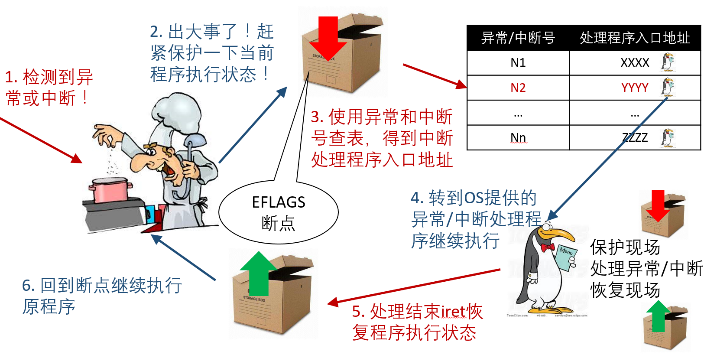 1. 检测到异
常或中断！
2. 出大事了！赶
紧保护一下当前
程序执行状态！
3. 使用异常和中断
号查表，得到中断
处理程序入口地址
异常/中断号 处理程序入口地址
N1 XXXX
N2 YYYY
... ...
Nn ZZZZ
EFLAGS
断点
4. 转到OS提供的
异常/中断处理程
序继续执行
保护现场
处理异常/中断
恢复现场
5. 处理结束iret恢
复程序执行状态
6. 回到断点继续执行
原程序